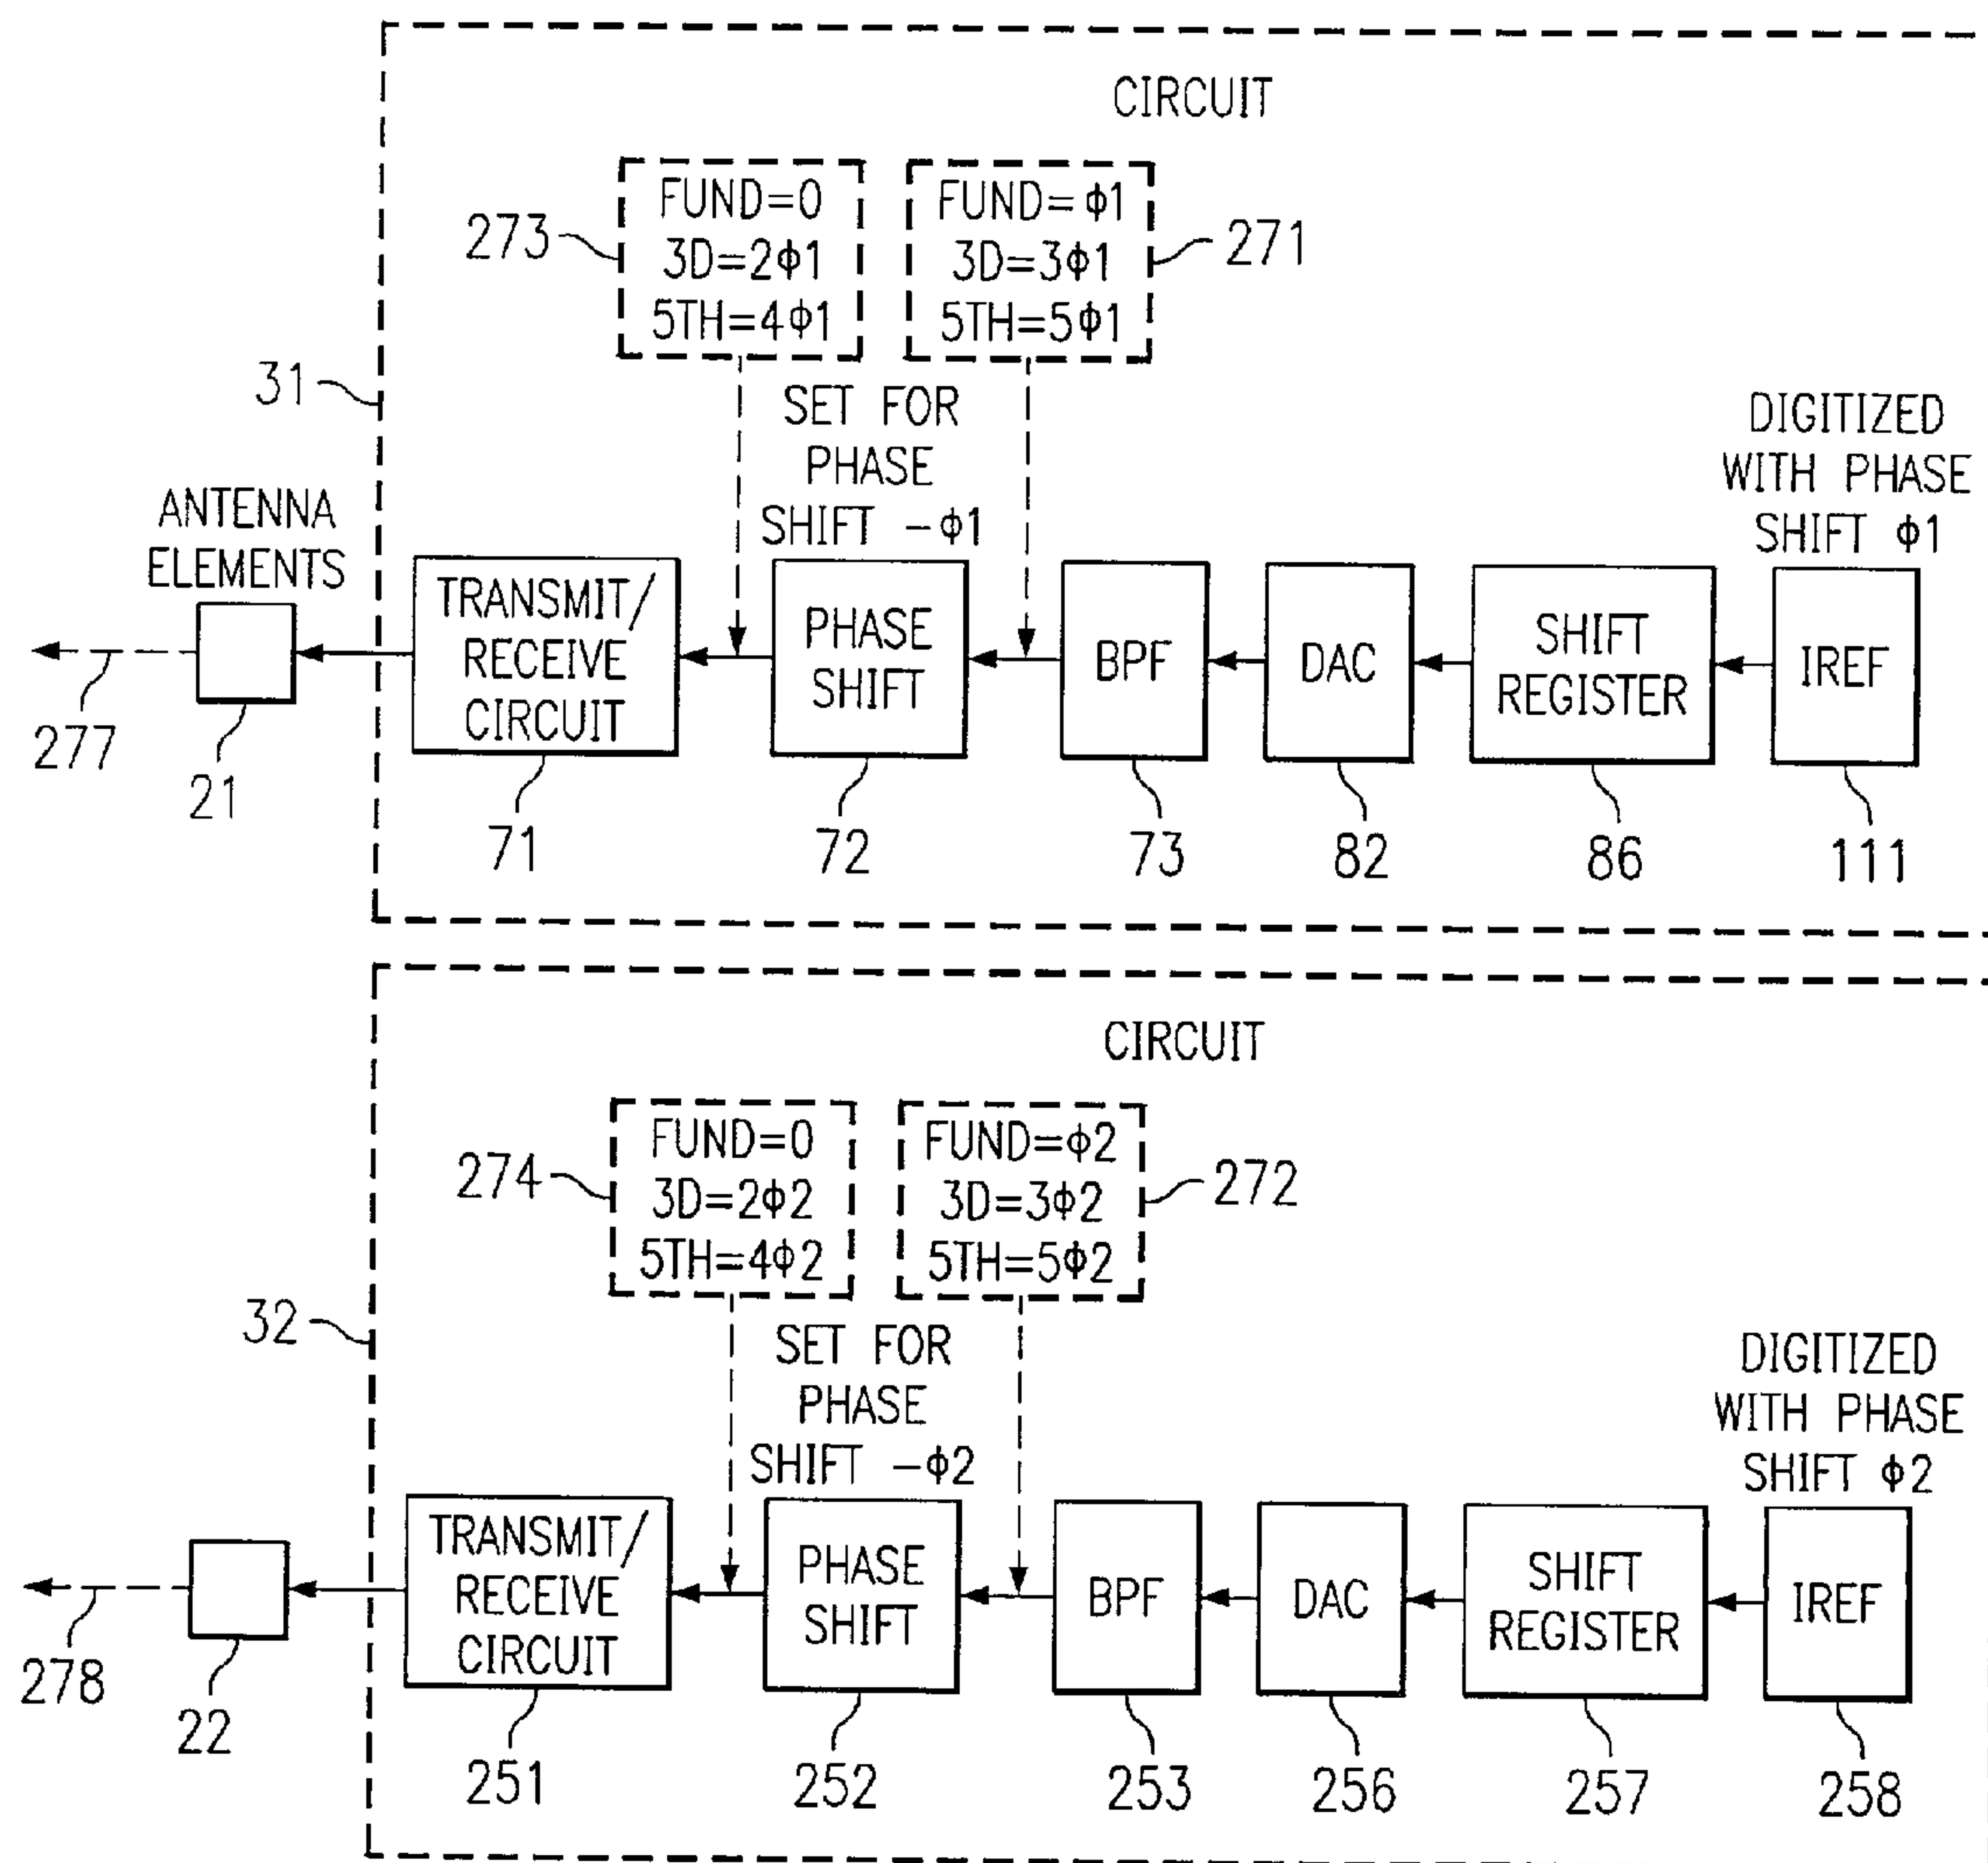 CIRCUIT
FUND=0
3D=2ϕ1
5TH=4ϕ1
FUND=ϕ1
3D=3ϕ1
5TH=5ϕ1
273
271
31
SET FOR
PHASE
SHIFT -ϕ1
DIGITIZED
WITH PHASE
SHIFT ϕ1
ANTENNA
ELEMENTS
TRANSMIT/
RECEIVE
CIRCUIT
PHASE
SHIFT
BPF
DAC
SHIFT
REGISTER
IREF
277
21
71
72
73
82
86
111
CIRCUIT
FUND=0
3D=2ϕ2
5TH=4ϕ2
FUND=ϕ2
3D=3ϕ2
5TH=5ϕ2
274
272
32
SET FOR
PHASE
SHIFT -ϕ2
DIGITIZED
WITH PHASE
SHIFT ϕ2
TRANSMIT/
RECEIVE
CIRCUIT
PHASE
SHIFT
BPF
DAC
SHIFT
REGISTER
IREF
278
22
251
252
253
256
257
258